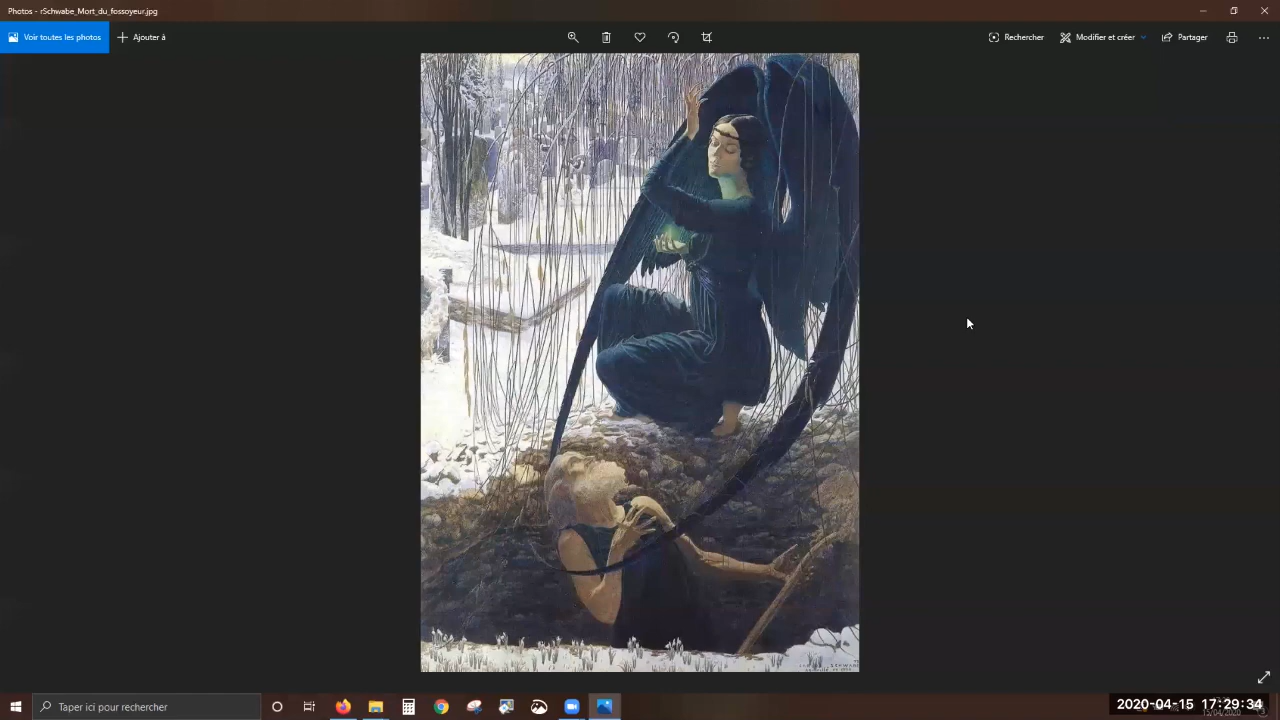 Photos - rSchwabe_Mort_du_fossoyeur.jpg
Voir toutes les photos
Ajouter à
Rechercher
Modifier et créer
Partager
Taper ici pour rechercher
2020-04-15 17:29:34